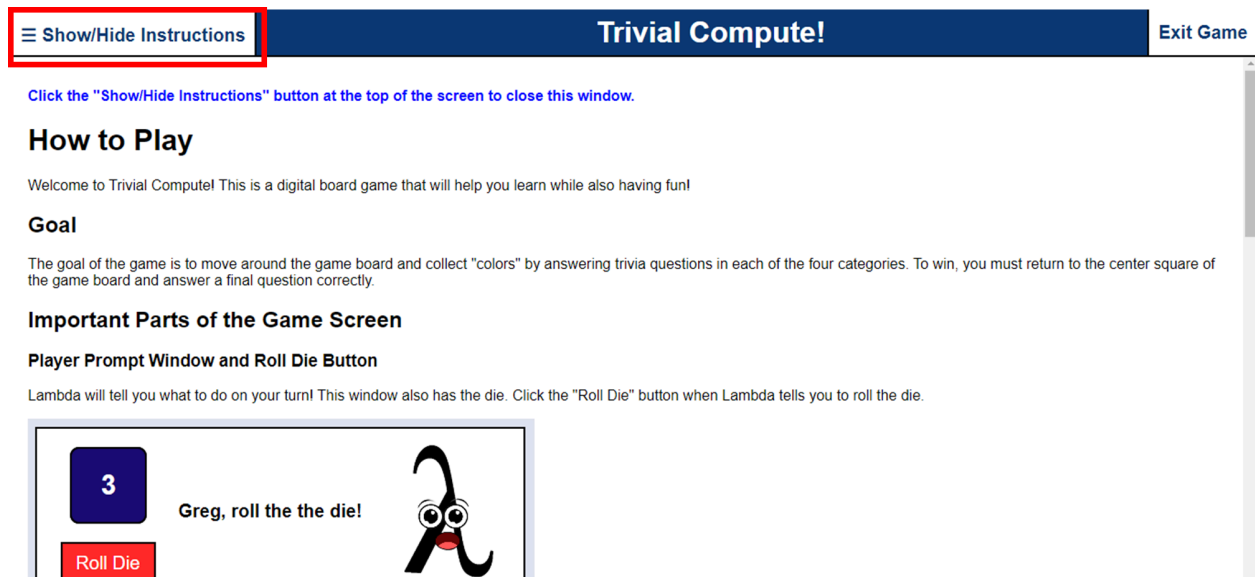 ☰ Show/Hide Instructions
Trivial Compute!
Exit Game
Click the "Show/Hide Instructions" button at the top of the screen to close this window.
How to Play
Welcome to Trivial Compute! This is a digital board game that will help you learn while also having fun!
Goal
The goal of the game is to move around the game board and collect "colors" by answering trivia questions in each of the four categories. To win, you must return to the center square of
the game board and answer a final question correctly.
Important Parts of the Game Screen
Player Prompt Window and Roll Die Button
Lambda will tell you what to do on your turn! This window also has the die. Click the "Roll Die" button when Lambda tells you to roll the die.
3
Greg, roll the the die!
Roll Die